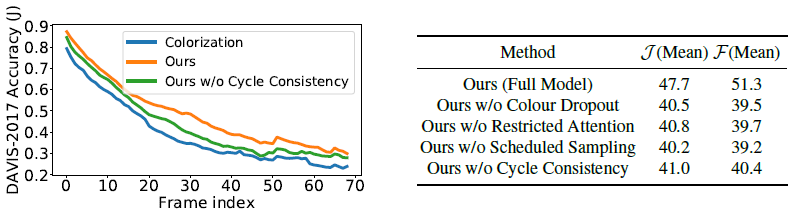 DAVIS-2017 Accuracy (J)
0.9
0.8
0.7
0.6
0.5
0.4
0.3
0.2
Colorization
Ours
Ours w/o Cycle Consistency
0 10 20 30 40 50 60 70
Frame index
Method 𝒥(Mean) ℱ(Mean)
Ours (Full Model) 47.7 51.3
Ours w/o Colour Dropout 40.5 39.5
Ours w/o Restricted Attention 40.8 39.7
Ours w/o Scheduled Sampling 40.2 39.2
Ours w/o Cycle Consistency 41.0 40.4